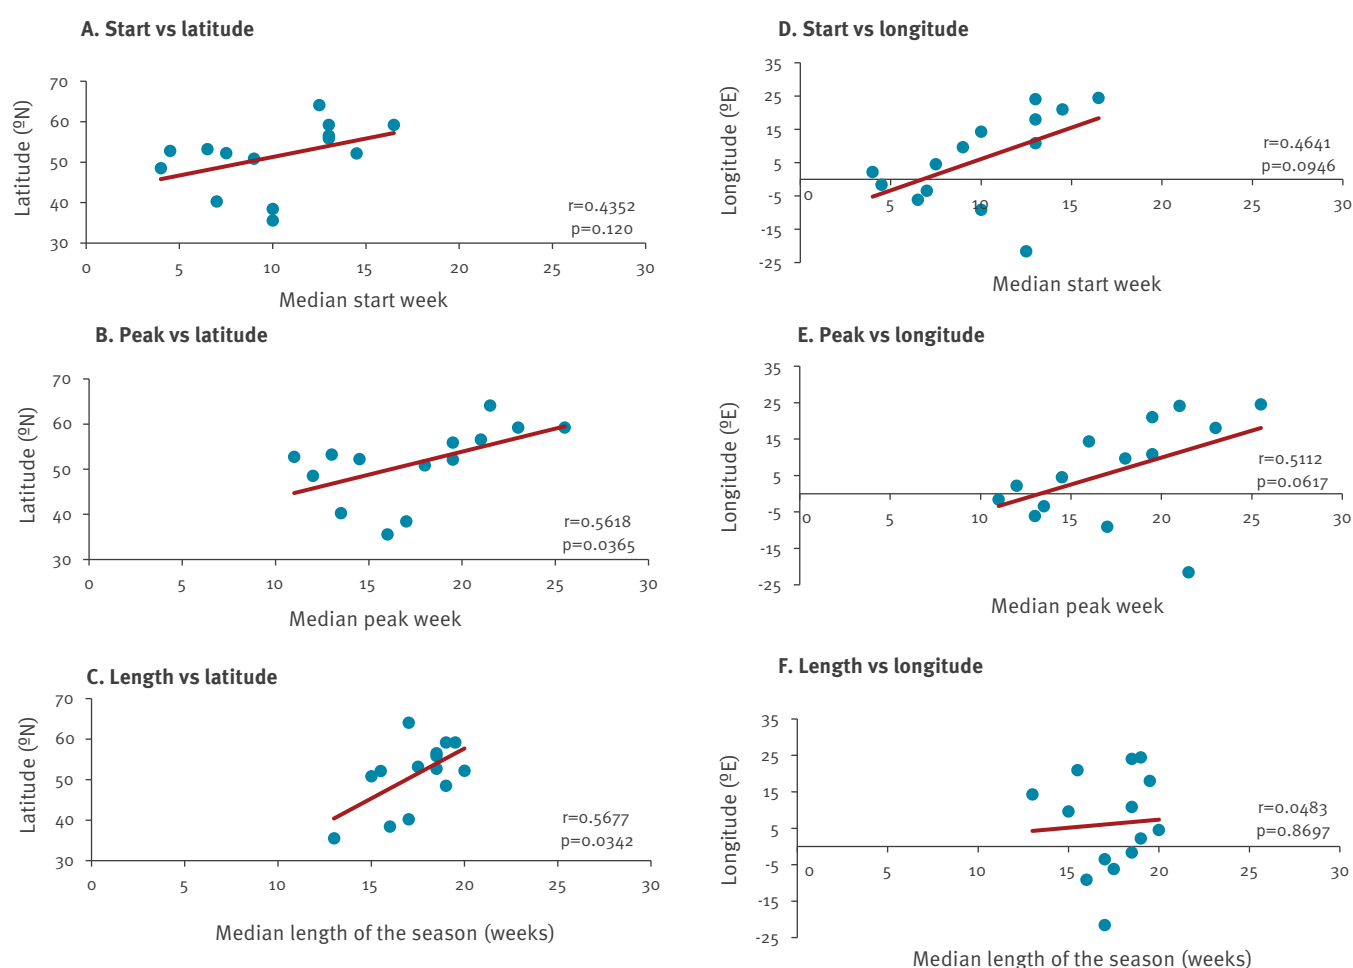 A. Start vs latitude
Latitude (ºN)
70
60
50
40
30
r=0.4352
p=0.120
0 5 10 15 20 25 30
Median start week
B. Peak vs latitude
Latitude (ºN)
70
60
50
40
30
r=0.5618
p=0.0365
0 5 10 15 20 25 30
Median peak week
C. Length vs latitude
Latitude (ºN)
70
60
50
40
30
r=0.5677
p=0.0342
0 5 10 15 20 25 30
Median length of the season (weeks)
D. Start vs longitude
Longitude (ºE)
35
25
15
5
-5
-15
-25
r=0.4641
p=0.0946
0 5 10 15 20 25 30
Median start week
E. Peak vs longitude
Longitude (ºE)
35
25
15
5
-5
-15
-25
r=0.5112
p=0.0617
0 5 10 15 20 25 30
Median peak week
F. Length vs longitude
Longitude (ºE)
35
25
15
5
-5
-15
-25
r=0.0483
p=0.8697
0 5 10 15 20 25 30
Median length of the season (weeks)